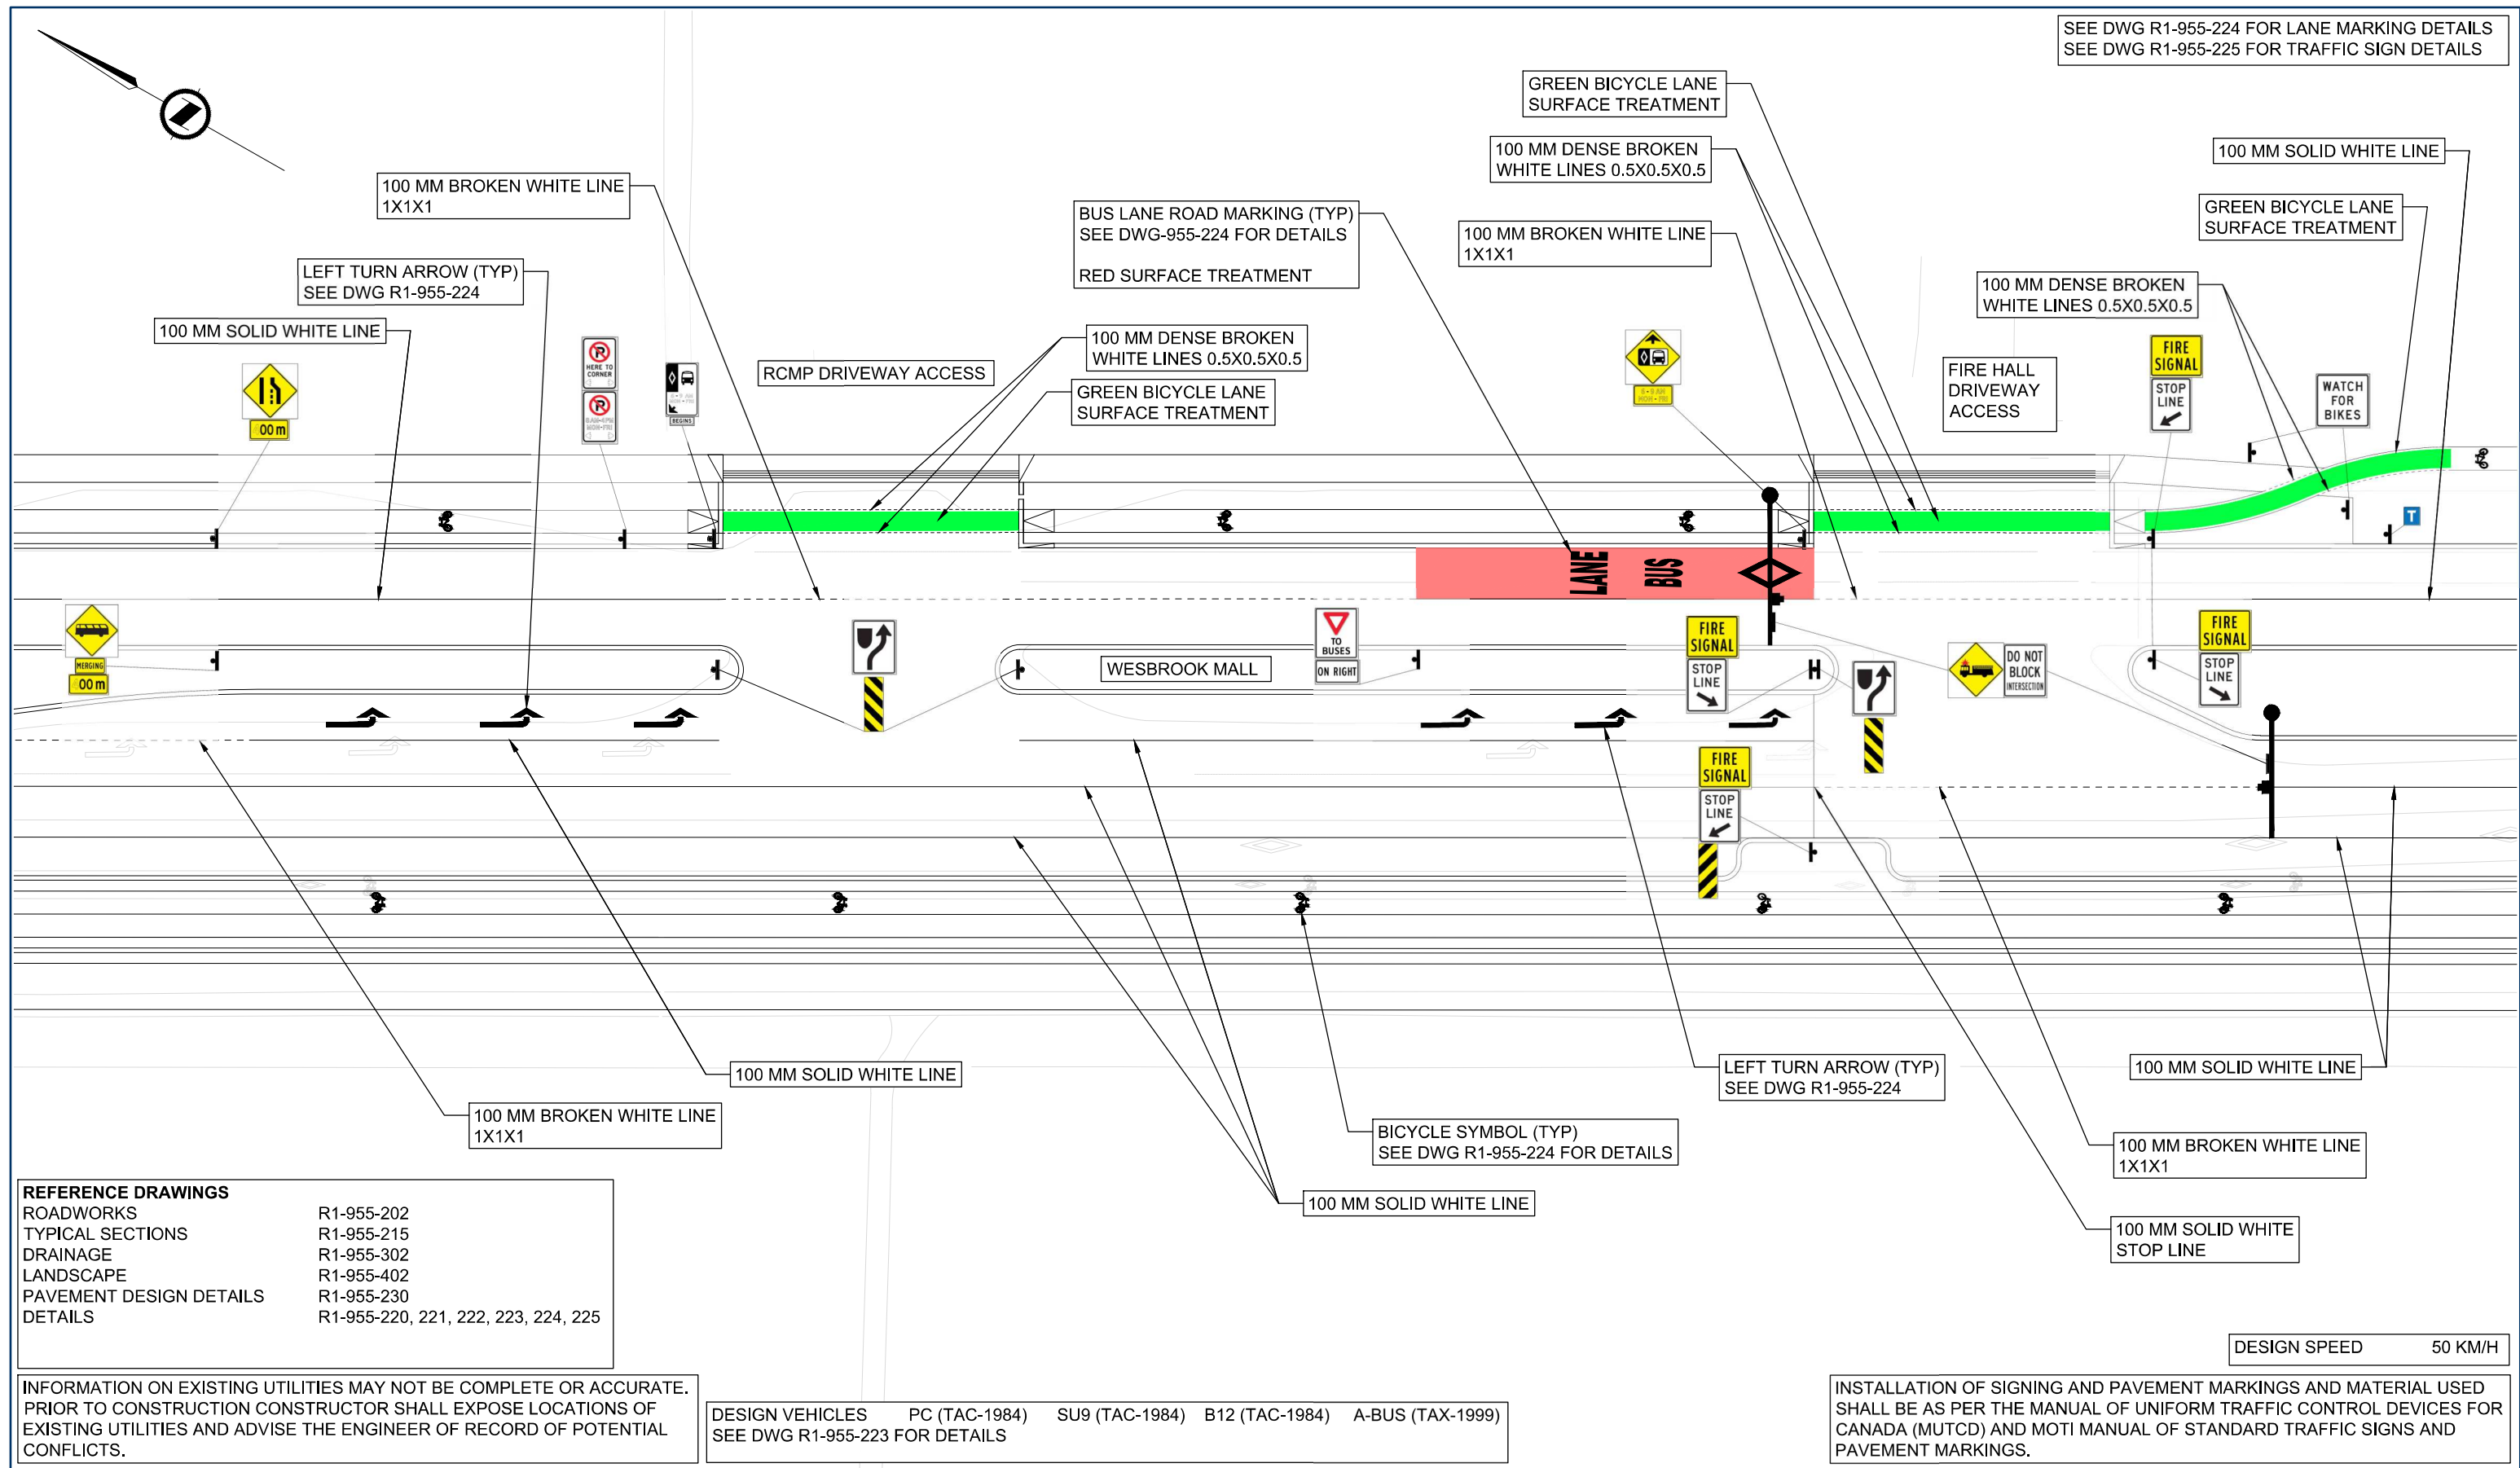 SEE DWG R1-955-224 FOR LANE MARKING DETAILS
SEE DWG R1-955-225 FOR TRAFFIC SIGN DETAILS
GREEN BICYCLE LANE
SURFACE TREATMENT
100 MM DENSE BROKEN
WHITE LINES 0.5X0.5X0.5
100 MM SOLID WHITE LINE
100 MM BROKEN WHITE LINE
1X1X1
BUS LANE ROAD MARKING (TYP)
SEE DWG-955-224 FOR DETAILS
RED SURFACE TREATMENT
100 MM BROKEN WHITE LINE
1X1X1
GREEN BICYCLE LANE
SURFACE TREATMENT
LEFT TURN ARROW (TYP)
SEE DWG R1-955-224
100 MM DENSE BROKEN
WHITE LINES 0.5X0.5X0.5
100 MM SOLID WHITE LINE
100 MM DENSE BROKEN
WHITE LINES 0.5X0.5X0.5
RCMP DRIVEWAY ACCESS
GREEN BICYCLE LANE
SURFACE TREATMENT
FIRE HALL
DRIVEWAY
ACCESS
FIRE
SIGNAL
STOP
LINE
WATCH
FOR
BIKES
00 m
HERE TO
CORNER
MON-FRI
BEGINS
MON - FRI
T
LANE
BUS
MERGING
00 m
TO
BUSES
ON RIGHT
WESBROOK MALL
FIRE
SIGNAL
STOP
LINE
DO NOT
BLOCK
INTERSECTION
FIRE
SIGNAL
STOP
LINE
FIRE
SIGNAL
STOP
LINE
100 MM SOLID WHITE LINE
100 MM BROKEN WHITE LINE
1X1X1
LEFT TURN ARROW (TYP)
SEE DWG R1-955-224
100 MM SOLID WHITE LINE
BICYCLE SYMBOL (TYP)
SEE DWG R1-955-224 FOR DETAILS
100 MM BROKEN WHITE LINE
1X1X1
100 MM SOLID WHITE LINE
100 MM SOLID WHITE
STOP LINE
REFERENCE DRAWINGS
ROADWORKS R1-955-202
TYPICAL SECTIONS R1-955-215
DRAINAGE R1-955-302
LANDSCAPE R1-955-402
PAVEMENT DESIGN DETAILS R1-955-230
DETAILS R1-955-220, 221, 222, 223, 224, 225
DESIGN SPEED 50 KM/H
INFORMATION ON EXISTING UTILITIES MAY NOT BE COMPLETE OR ACCURATE.
PRIOR TO CONSTRUCTION CONSTRUCTOR SHALL EXPOSE LOCATIONS OF
EXISTING UTILITIES AND ADVISE THE ENGINEER OF RECORD OF POTENTIAL
CONFLICTS.
DESIGN VEHICLES PC (TAC-1984) SU9 (TAC-1984) B12 (TAC-1984) A-BUS (TAX-1999)
SEE DWG R1-955-223 FOR DETAILS
INSTALLATION OF SIGNING AND PAVEMENT MARKINGS AND MATERIAL USED
SHALL BE AS PER THE MANUAL OF UNIFORM TRAFFIC CONTROL DEVICES FOR
CANADA (MUTCD) AND MOTI MANUAL OF STANDARD TRAFFIC SIGNS AND
PAVEMENT MARKINGS.